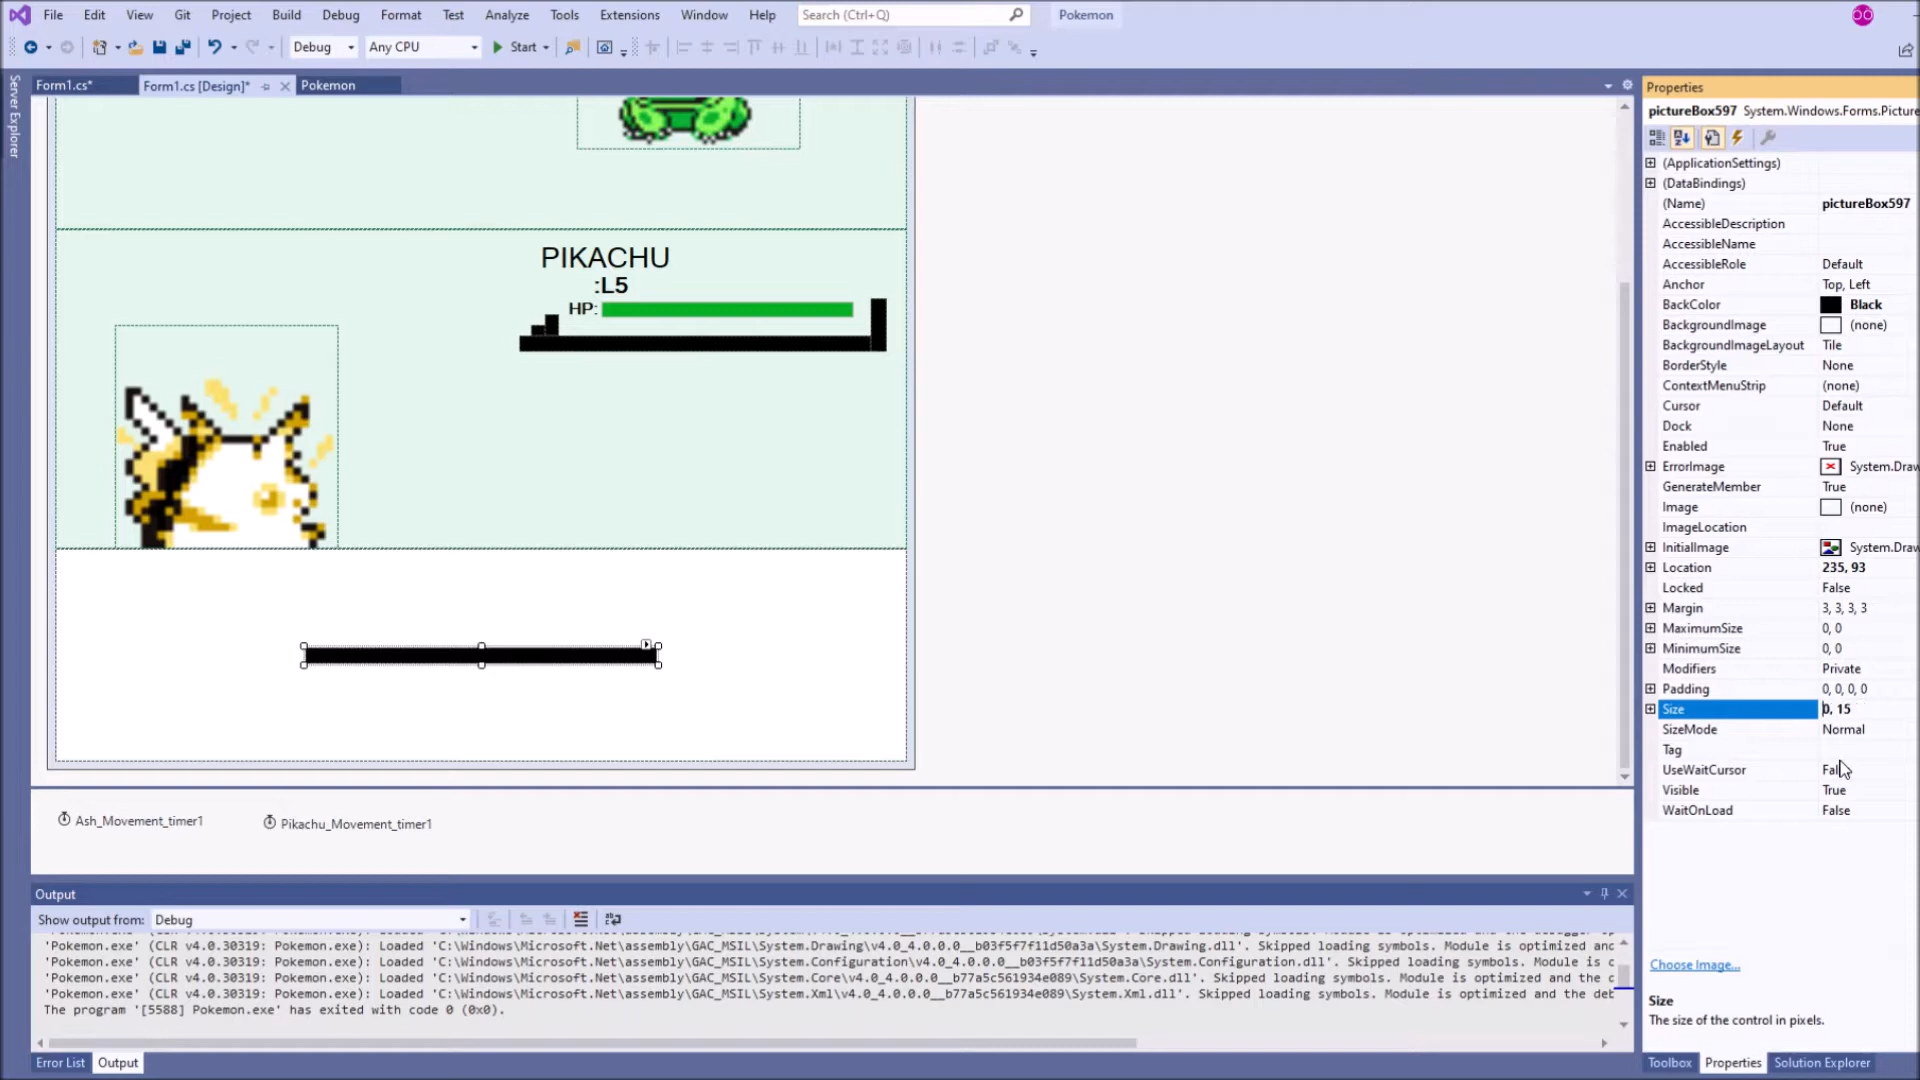 File Edit View Git Project Build Debug Format Test Analyze Tools Extensions Window Help Search (Ctrl+Q) Pokemon
Debug Any CPU Start
Server Explorer
Form1.cs* Form1.cs [Design]* Pokemon
PIKACHU
:L5
HP:
Ash_Movement_timer1 Pikachu_Movement_timer1
Output
Show output from: Debug
'Pokemon.exe' (CLR v4.0.30319: Pokemon.exe): Loaded 'C:\Windows\Microsoft.Net\assembly\GAC_MSIL\System.Drawing\v4.0_4.0.0.0__b03f5f7f11d50a3a\System.Drawing.dll'. Skipped loading symbols. Module is optimized and
'Pokemon.exe' (CLR v4.0.30319: Pokemon.exe): Loaded 'C:\Windows\Microsoft.Net\assembly\GAC_MSIL\System.Configuration\v4.0_4.0.0.0__b03f5f7f11d50a3a\System.Configuration.dll'. Skipped loading symbols. Module is o
'Pokemon.exe' (CLR v4.0.30319: Pokemon.exe): Loaded 'C:\Windows\Microsoft.Net\assembly\GAC_MSIL\System.Core\v4.0_4.0.0.0__b77a5c561934e089\System.Core.dll'. Skipped loading symbols. Module is optimized and the d
'Pokemon.exe' (CLR v4.0.30319: Pokemon.exe): Loaded 'C:\Windows\Microsoft.Net\assembly\GAC_MSIL\System.Xml\v4.0_4.0.0.0__b77a5c561934e089\System.Xml.dll'. Skipped loading symbols. Module is optimized and the deb
The program '[5588] Pokemon.exe' has exited with code 0 (0x0).
Error List Output
Properties
pictureBox597 System.Windows.Forms.Picture
(ApplicationSettings)
(DataBindings)
(Name) pictureBox597
AccessibleDescription
AccessibleName
AccessibleRole Default
Anchor Top, Left
BackColor Black
BackgroundImage (none)
BackgroundImageLayout Tile
BorderStyle None
ContextMenuStrip (none)
Cursor Default
Dock None
Enabled True
ErrorImage System.Draw
GenerateMember True
Image (none)
ImageLocation
InitialImage System.Draw
Location 235, 93
Locked False
Margin 3, 3, 3, 3
MaximumSize 0, 0
MinimumSize 0, 0
Modifiers Private
Padding 0, 0, 0, 0
Size 0, 15
SizeMode Normal
Tag
UseWaitCursor Fal
Visible True
WaitOnLoad False
Choose Image...
Size
The size of the control in pixels.
Toolbox Properties Solution Explorer